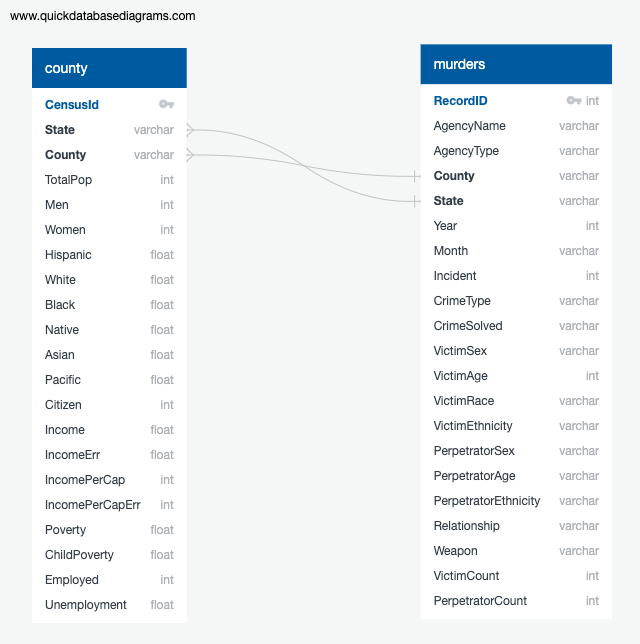 www.quickdatabasediagrams.com
county
CensusId
State varchar
County varchar
TotalPop int
Men int
Women int
Hispanic float
White float
Black float
Native float
Asian float
Pacific float
Citizen int
Income float
IncomeErr float
IncomePerCap int
IncomePerCapErr int
Poverty float
ChildPoverty float
Employed int
Unemployment float
murders
RecordID int
AgencyName varchar
AgencyType varchar
County varchar
State varchar
Year int
Month varchar
Incident int
CrimeType varchar
CrimeSolved varchar
VictimSex varchar
VictimAge int
VictimRace varchar
VictimEthnicity varchar
PerpetratorSex varchar
PerpetratorAge varchar
PerpetratorEthnicity varchar
Relationship varchar
Weapon varchar
VictimCount int
PerpetratorCount int